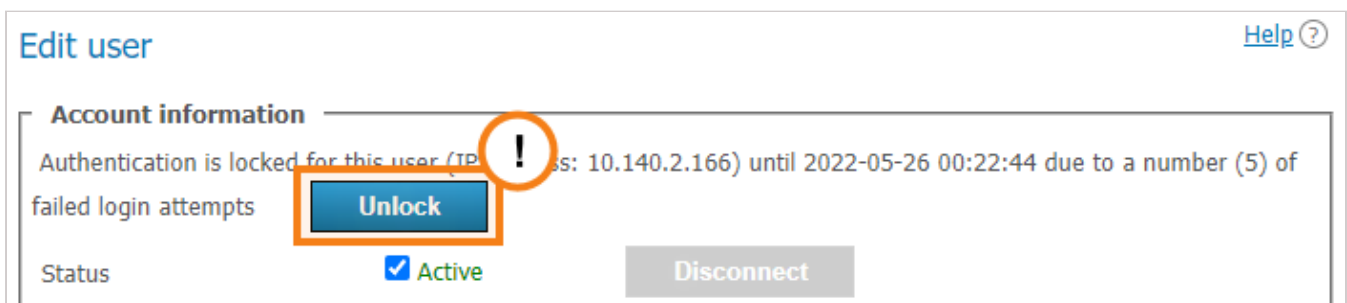 Edit user
Help ?
Account information
Authentication is locked for this user (IP ss: 10.140.2.166) until 2022-05-26 00:22:44 due to a number (5) of
!
failed login attempts Unlock
Status Active Disconnect